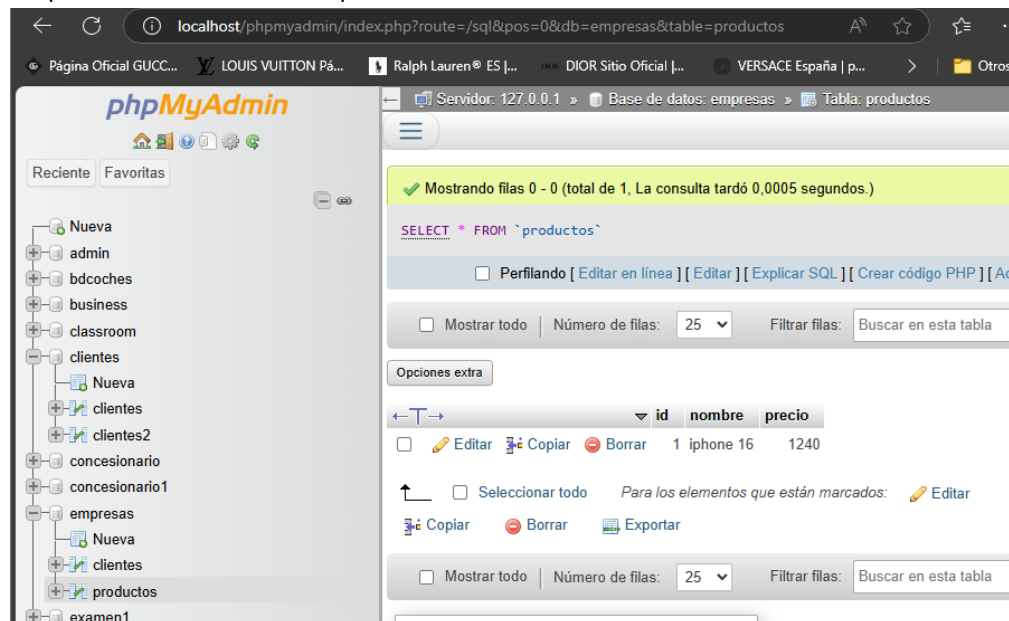 localhost/phpmyadmin/index.php?route=/sql&pos=0&db=empresas&table=productos
Página Oficial GUCC... LOUIS VUITTON Pá... Ralph Lauren® ES |... DIOR Sitio Oficial |... VERSACE España | p... Otros
phpMyAdmin
Reciente Favoritas
Nueva
admin
bdcoches
business
classroom
clientes
Nueva
clientes
clientes2
concesionario
concesionario1
empresas
Nueva
clientes
productos
examen1
Servidor: 127.0.0.1 » Base de datos: empresas » Tabla: productos
Mostrando filas 0 - 0 (total de 1, La consulta tardó 0,0005 segundos.)
SELECT * FROM `productos`
Perfilando [ Editar en línea ] [ Editar ] [ Explicar SQL ] [ Crear código PHP ] [ Ac
Mostrar todo | Número de filas: 25 Filtrar filas: Buscar en esta tabla
Opciones extra
id nombre precio
Editar Copiar Borrar 1 iphone 16 1240
Seleccionar todo Para los elementos que están marcados: Editar
Copiar Borrar Exportar
Mostrar todo | Número de filas: 25 Filtrar filas: Buscar en esta tabla